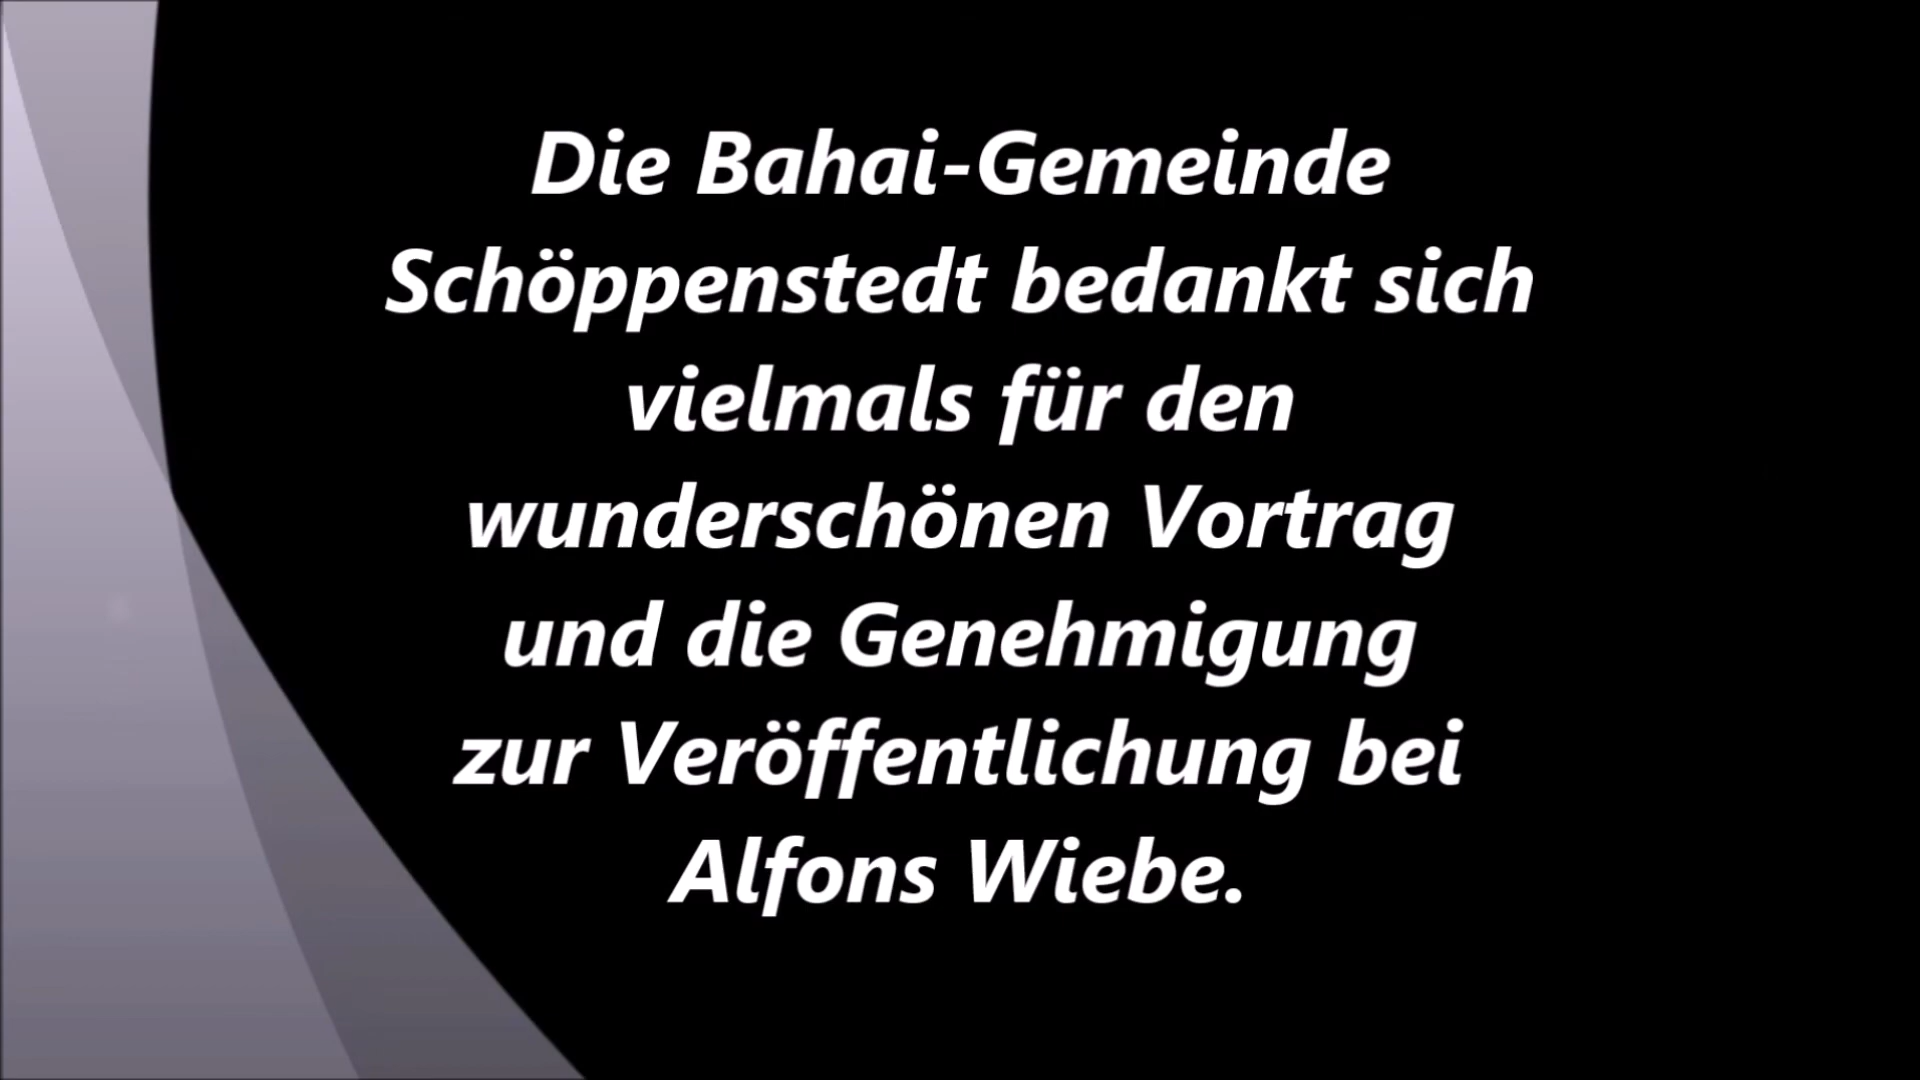 Die Bahai-Gemeinde
Schöppenstedt bedankt sich
vielmals für den
wunderschönen Vortrag
und die Genehmigung
zur Veröffentlichung bei
Alfons Wiebe.